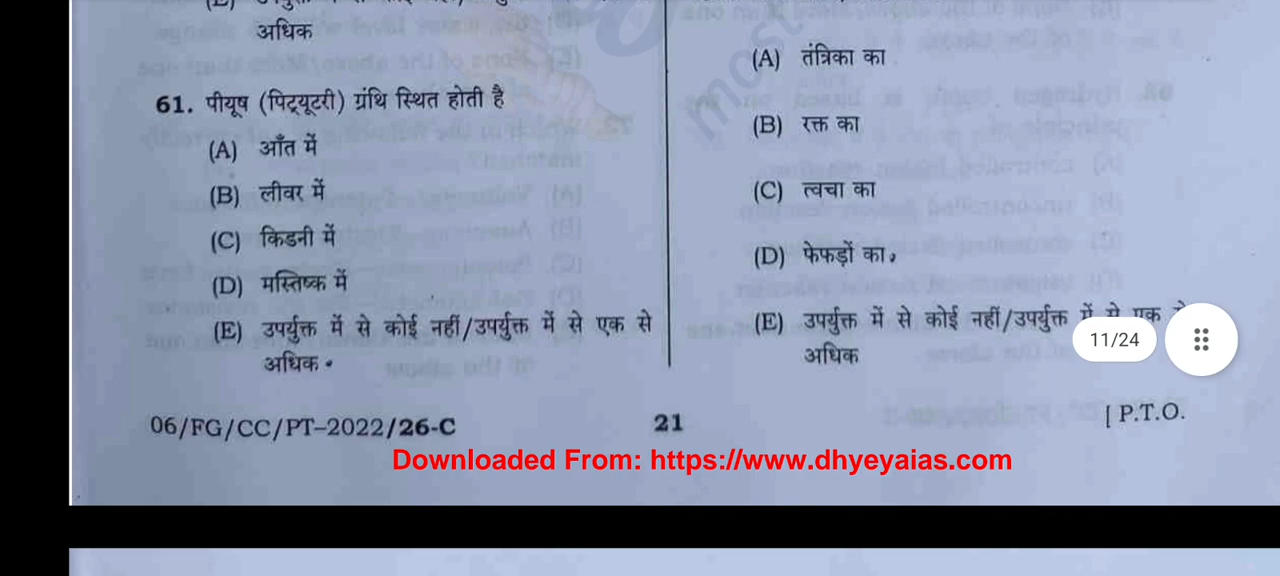 अधिक
61. पीयूष (पिट्यूटरी) ग्रंथि स्थित होती है
(A) आँत में
(B) लीवर में
(C) किडनी में
(D) मस्तिष्क में
(E) उपर्युक्त में से कोई नहीं/उपर्युक्त में से एक से
अधिक
(A) तंत्रिका का
(B) रक्त का
(C) त्वचा का
(D) फेफड़ों का
(E) उपर्युक्त में से कोई नहीं/उपर्युक्त में से एक से
अधिक
11/24
06/FG/CC/PT–2022/26-C
21
[ P.T.O.
Downloaded From: https://www.dhyeyaias.com